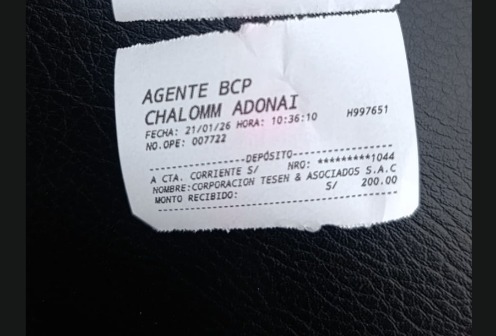 AGENTE BCP
CHALOMM ADONAI
FECHA: 21/01/26 HORA: 10:36:10 H997651
NO.OPE: 007722
-----------------DEPÓSITO-----------------
A CTA. CORRIENTE S/ NRO: *********1044
NOMBRE:CORPORACION TESEN & ASOCIADOS S.A.C
MONTO RECIBIDO: S/ 200.00